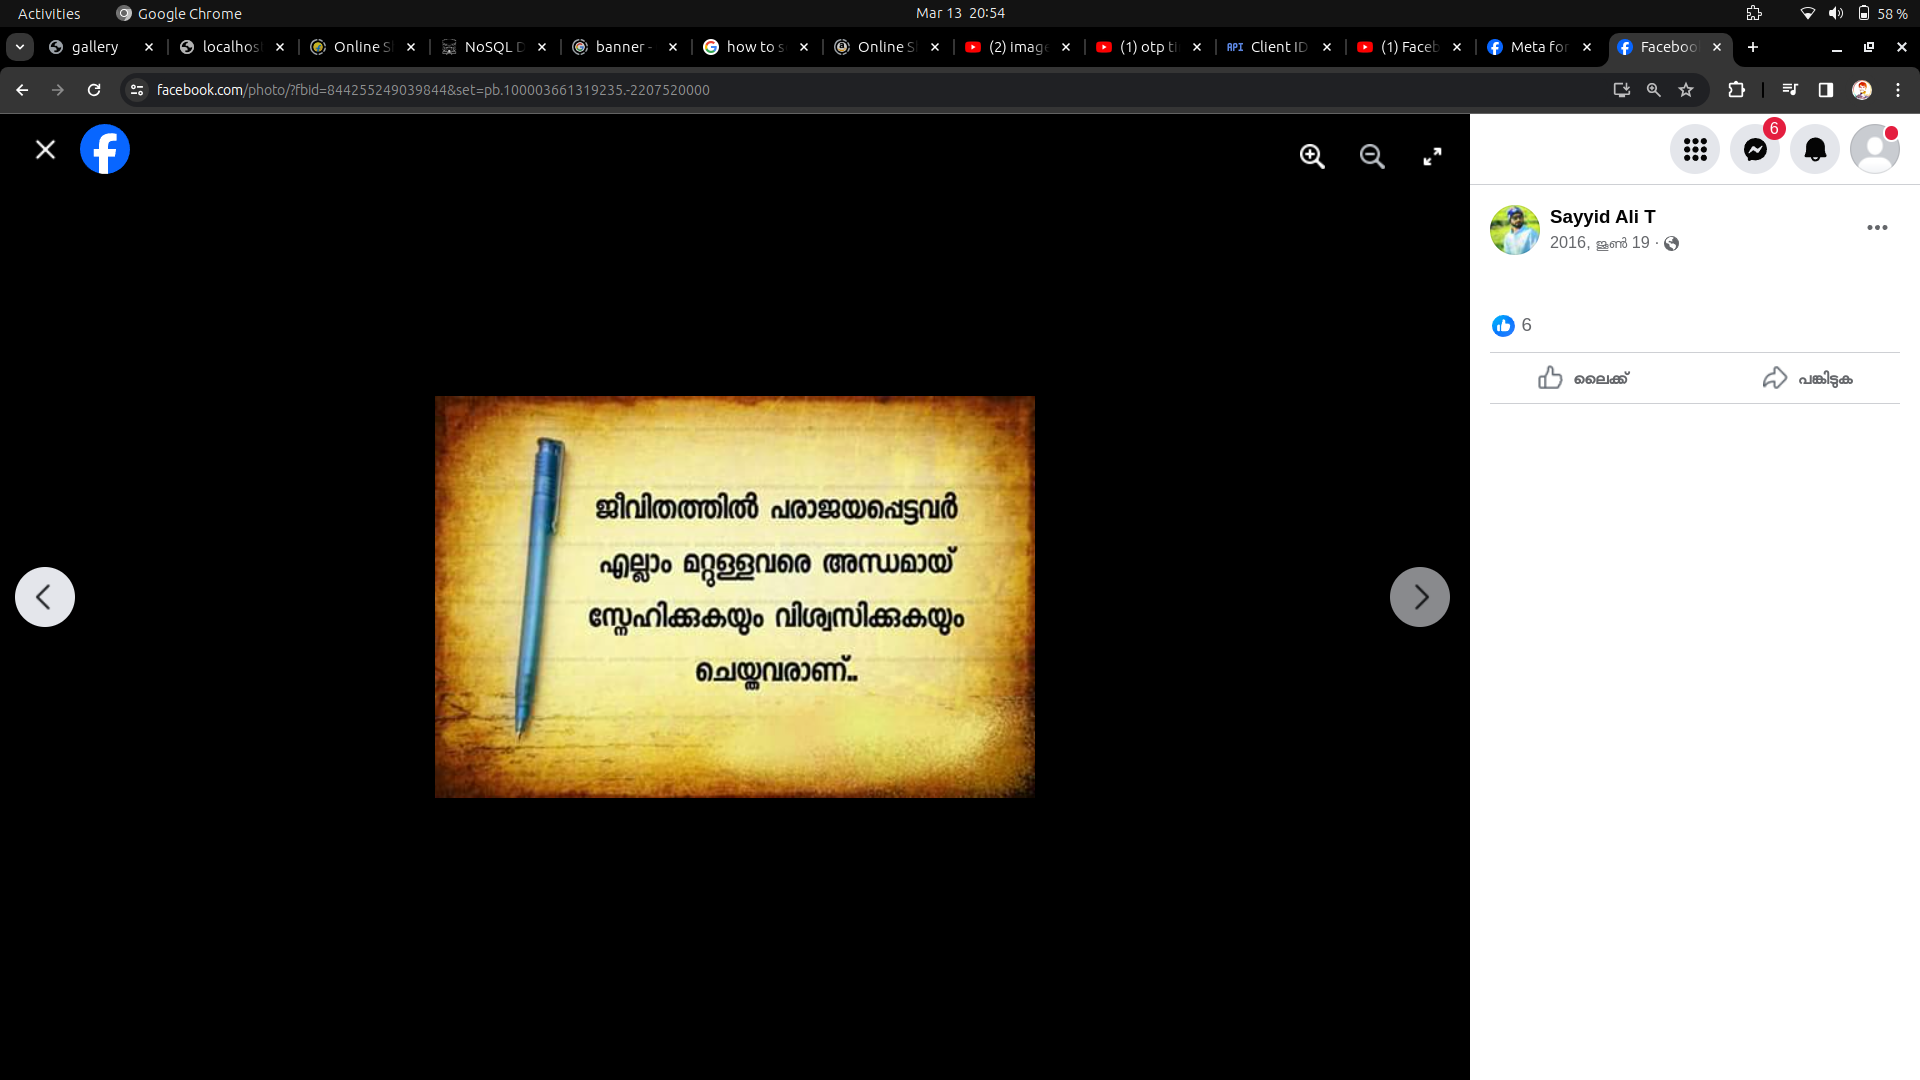 Activities
Google Chrome
Mar 13 20:54
58 %
gallery
localhos
Online S
NoSQL D
banner -
how to s
Online S
(2) image
(1) otp ti
Client ID
(1) Faceb
Meta for
Faceboo
facebook.com/photo/?fbid=844255249039844&set=pb.100003661319235.-2207520000
6
Sayyid Ali T
2016, ജൂൺ 19 ·
6
ലൈക്ക്
പങ്കിടുക
ജീവിതത്തിൽ പരാജയപ്പെട്ടവർ
എല്ലാം മറ്റുള്ളവരെ അന്ധമായ്
സ്നേഹിക്കുകയും വിശ്വസിക്കുകയും
ചെയ്തവരാണ്..